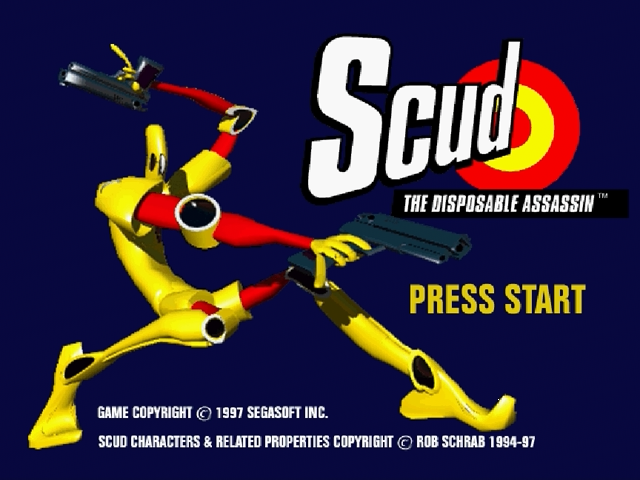 Scud
THE DISPOSABLE ASSASSIN™
PRESS START
GAME COPYRIGHT © 1997 SEGASOFT INC.
SCUD CHARACTERS & RELATED PROPERTIES COPYRIGHT © ROB SCHRAB 1994-97